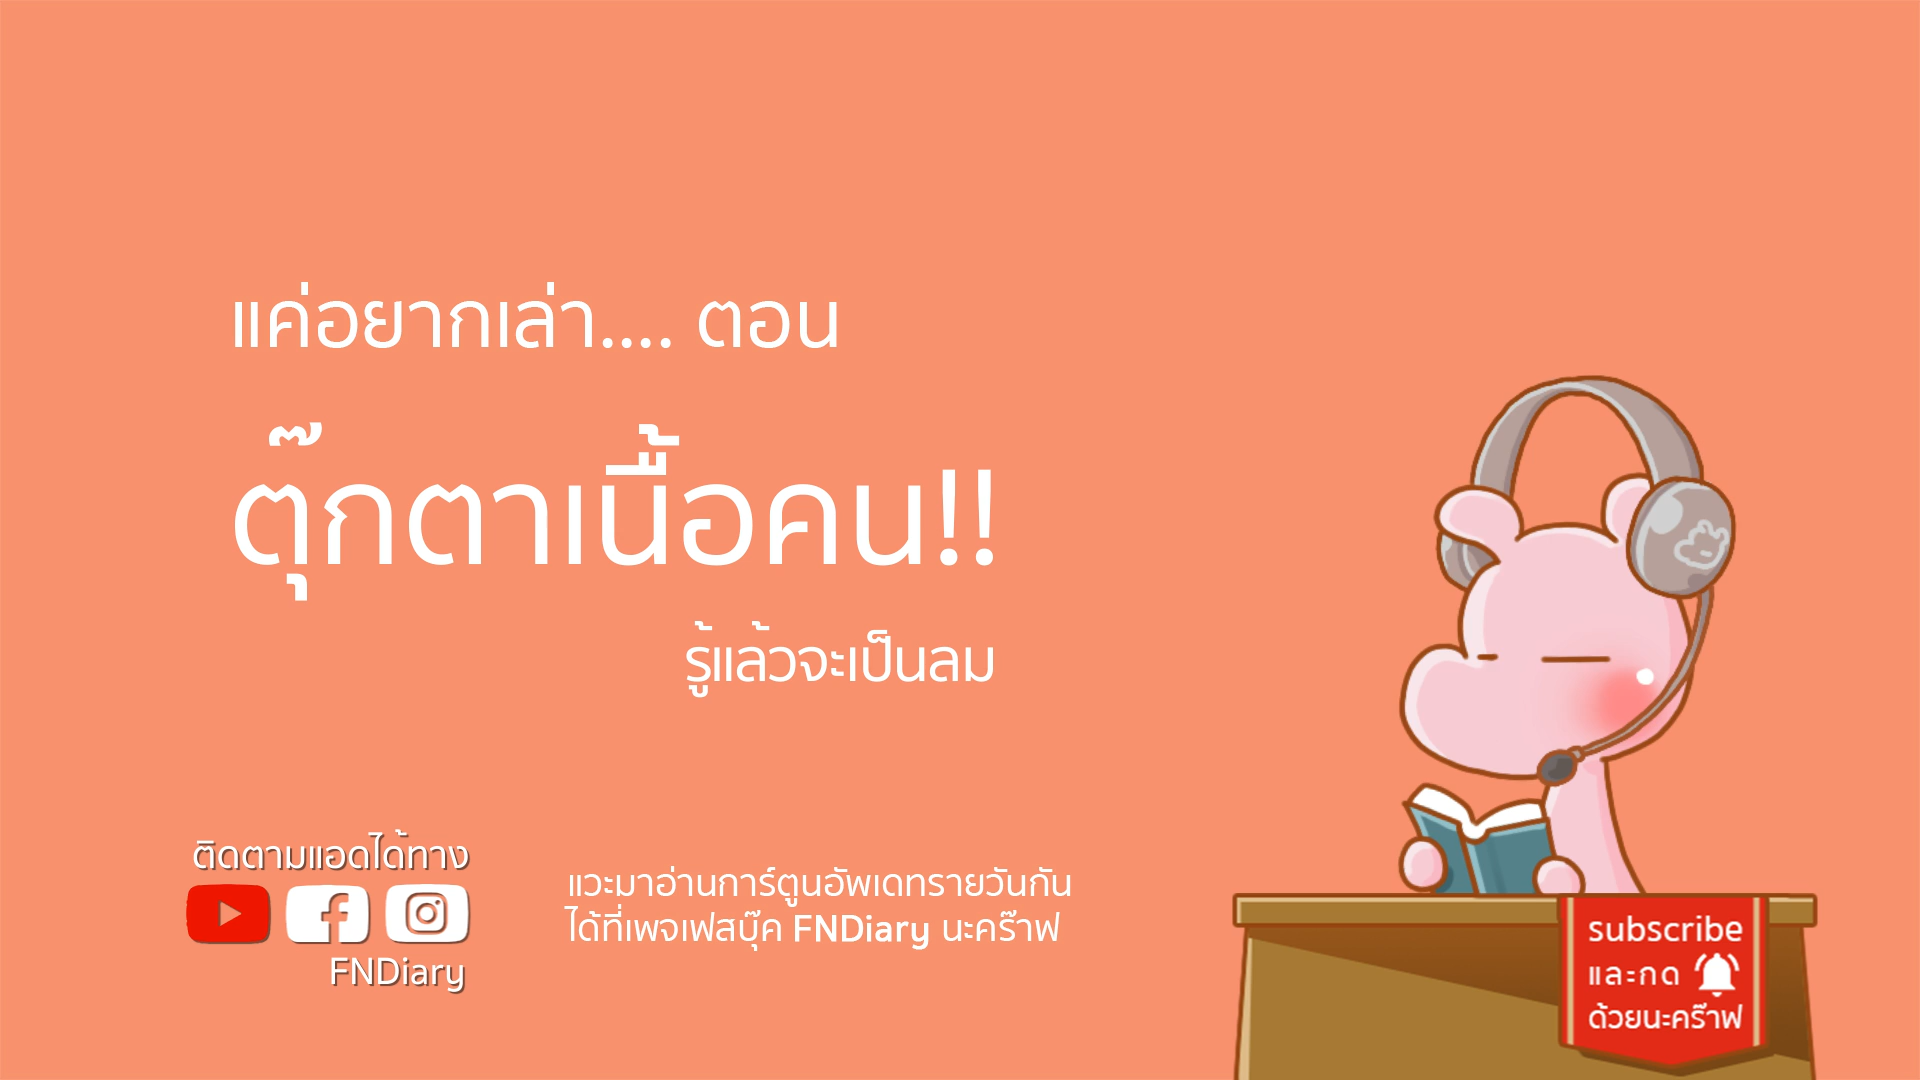 แค่อยากเล่า.... ตอน
ตุ๊กตาเนื้อคน!!
รู้แล้วจะเป็นลม
ติดตามแอดได้ทาง
FNDiary
แวะมาอ่านการ์ตูนอัพเดทรายวันกัน
ได้ที่เพจเฟสบุ๊ค FNDiary นะคร๊าฟ
subscribe
และกด
ด้วยนะคร๊าฟ